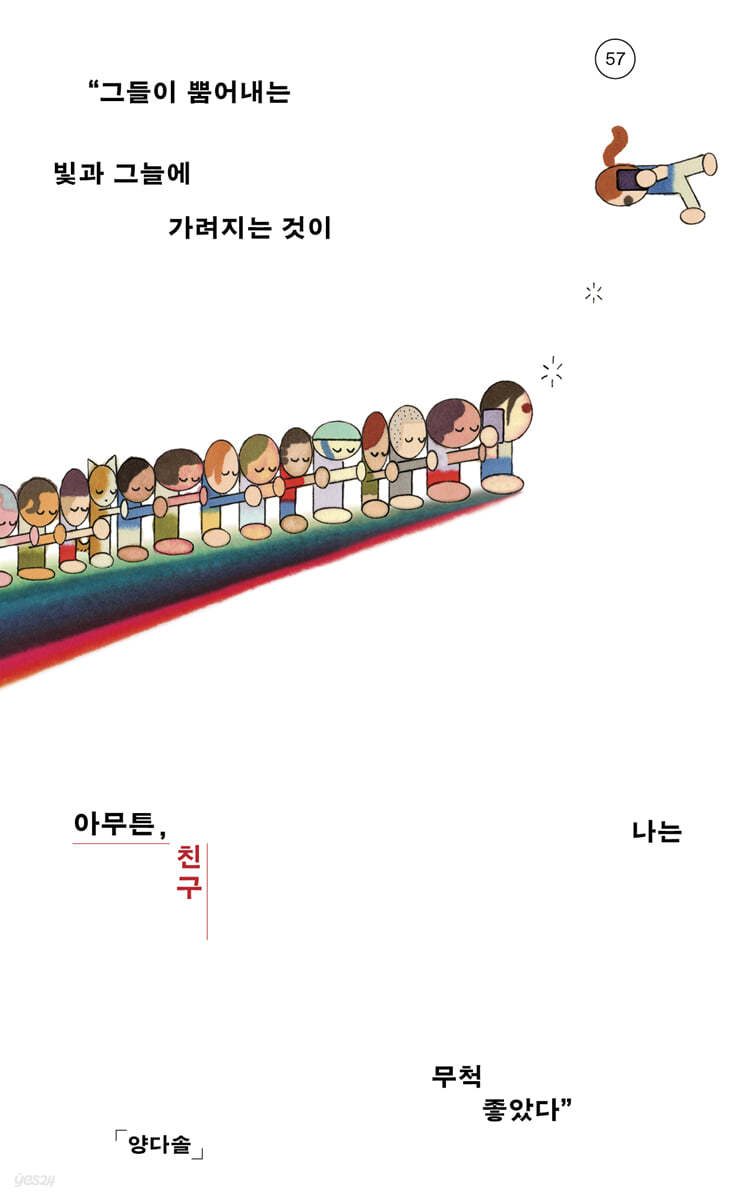 57
“그들이 뿜어내는
빛과 그늘에
가려지는 것이
아무튼,
친구
나는
무척
좋았다”
「양다솔」
yes24